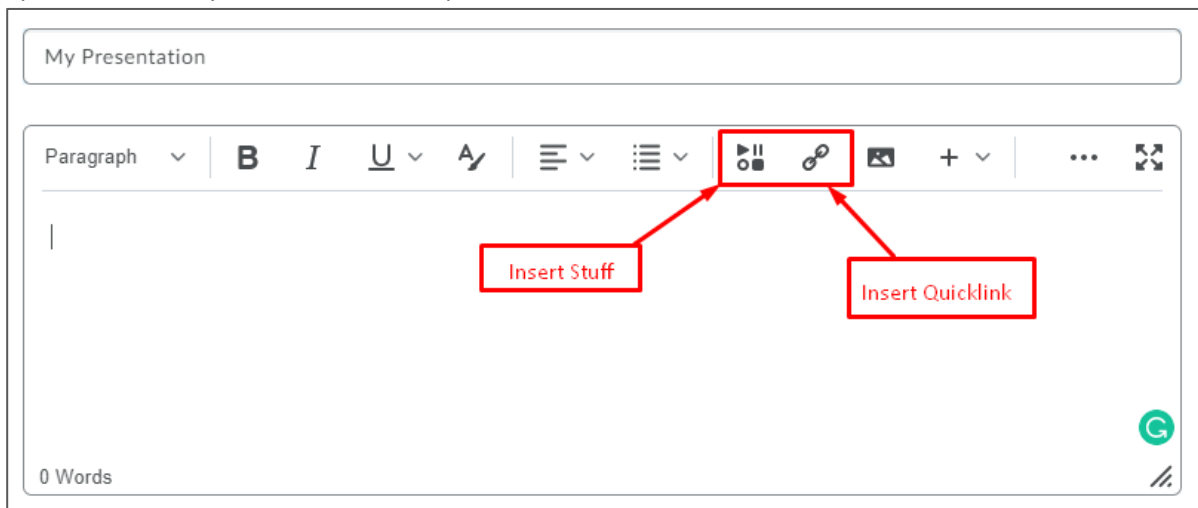 My Presentation
Paragraph B I U A
Insert Stuff
Insert Quicklink
0 Words